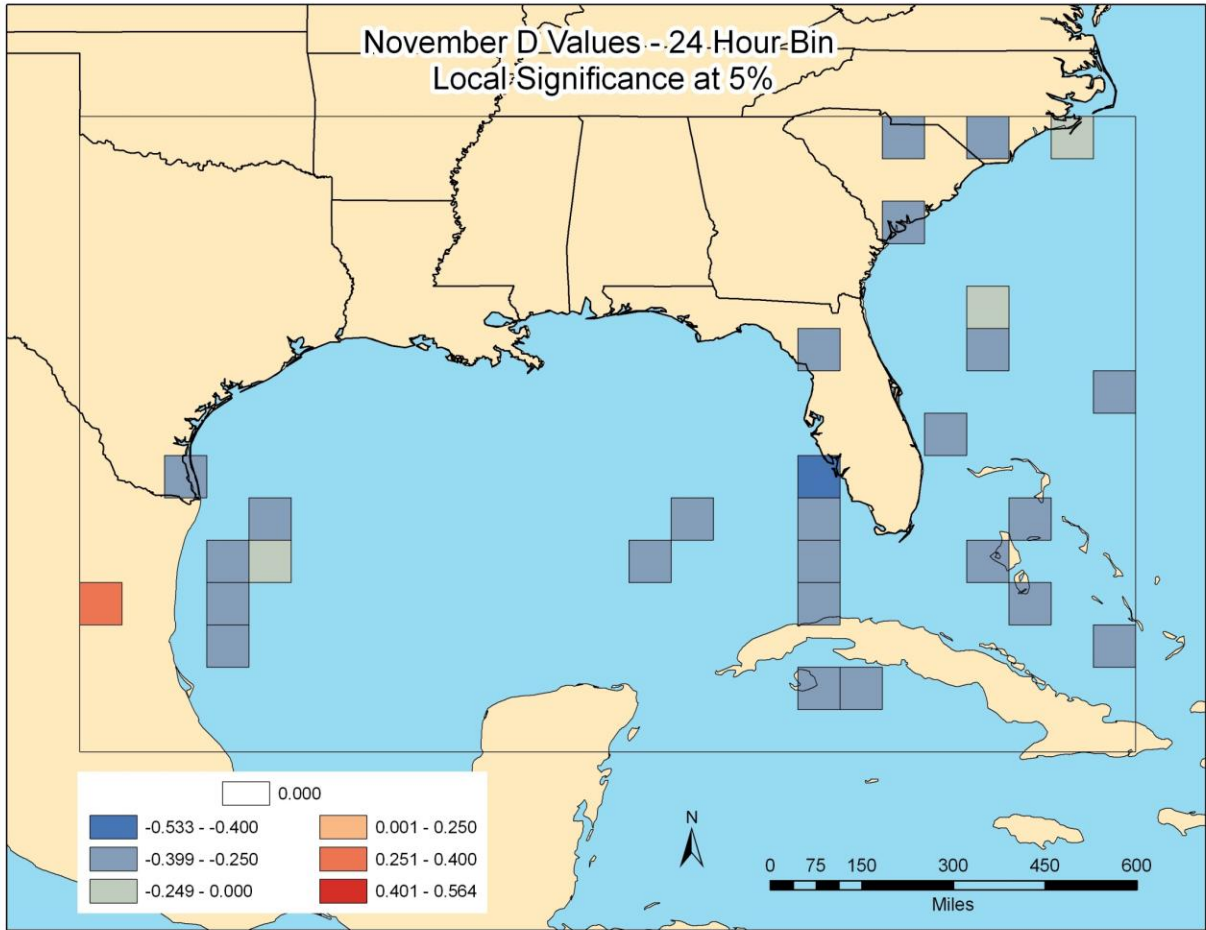 November D Values - 24 Hour Bin
Local Significance at 5%
0.000
-0.533 - -0.400
0.001 - 0.250
-0.399 - -0.250
0.251 - 0.400
-0.249 - 0.000
0.401 - 0.564
N
0 75 150 300 450 600
Miles